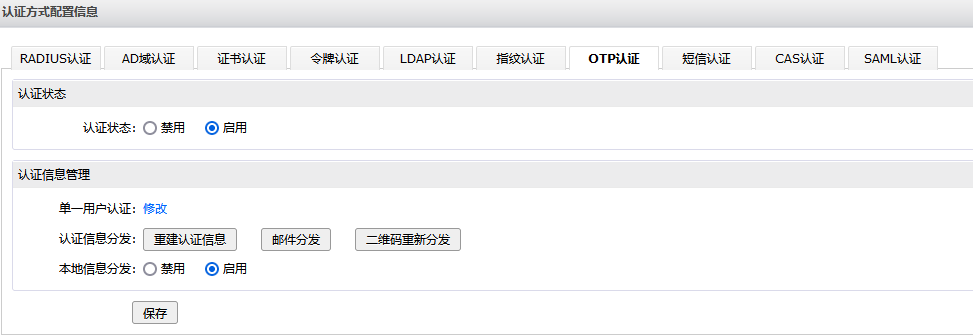 认证方式配置信息
RADIUS认证 AD域认证 证书认证 令牌认证 LDAP认证 指纹认证 OTP认证 短信认证 CAS认证 SAML认证
认证状态
认证状态: 禁用 启用
认证信息管理
单一用户认证: 修改
认证信息分发: 重建认证信息 邮件分发 二维码重新分发
本地信息分发: 禁用 启用
保存